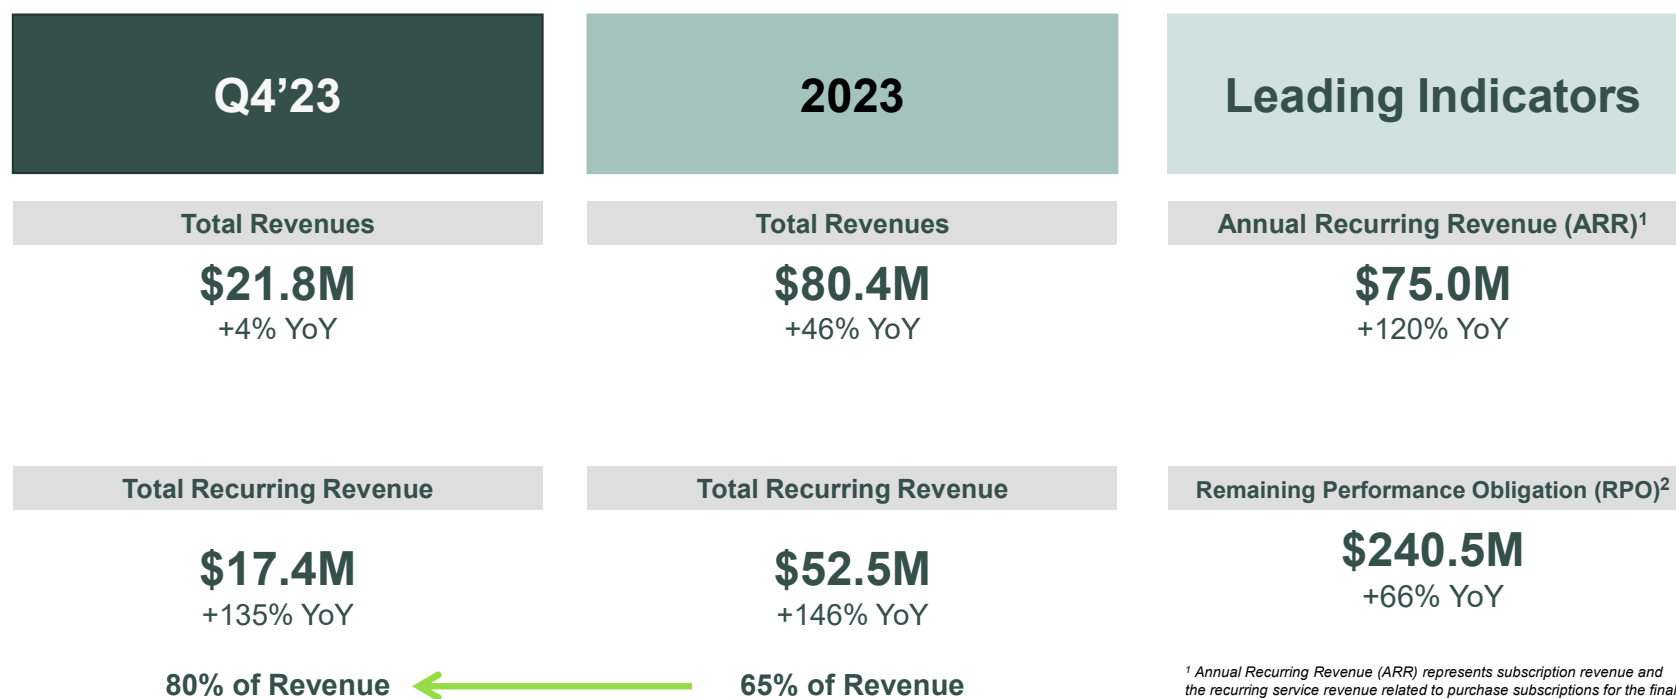 Q4’23
2023
Leading Indicators
Total Revenues
Total Revenues
Annual Recurring Revenue (ARR)1
$21.8M
+4% YoY
$80.4M
+46% YoY
$75.0M
+120% YoY
Total Recurring Revenue
Total Recurring Revenue
Remaining Performance Obligation (RPO)2
$17.4M
+135% YoY
$52.5M
+146% YoY
$240.5M
+66% YoY
80% of Revenue
65% of Revenue
1 Annual Recurring Revenue (ARR) represents subscription revenue and
the recurring service revenue related to purchase subscriptions for the final